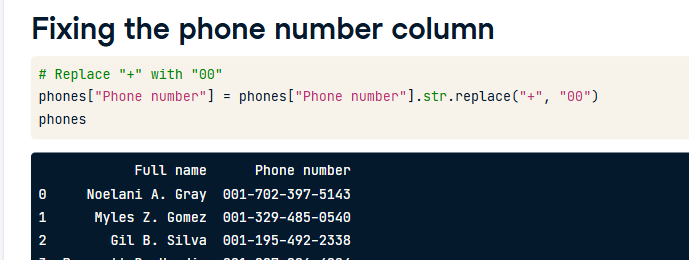 Fixing the phone number column
# Replace "+" with "00"
phones["Phone number"] = phones["Phone number"].str.replace("+", "00")
phones
Full name Phone number
0 Noelani A. Gray 001-702-397-5143
1 Myles Z. Gomez 001-329-485-0540
2 Gil B. Silva 001-195-492-2338